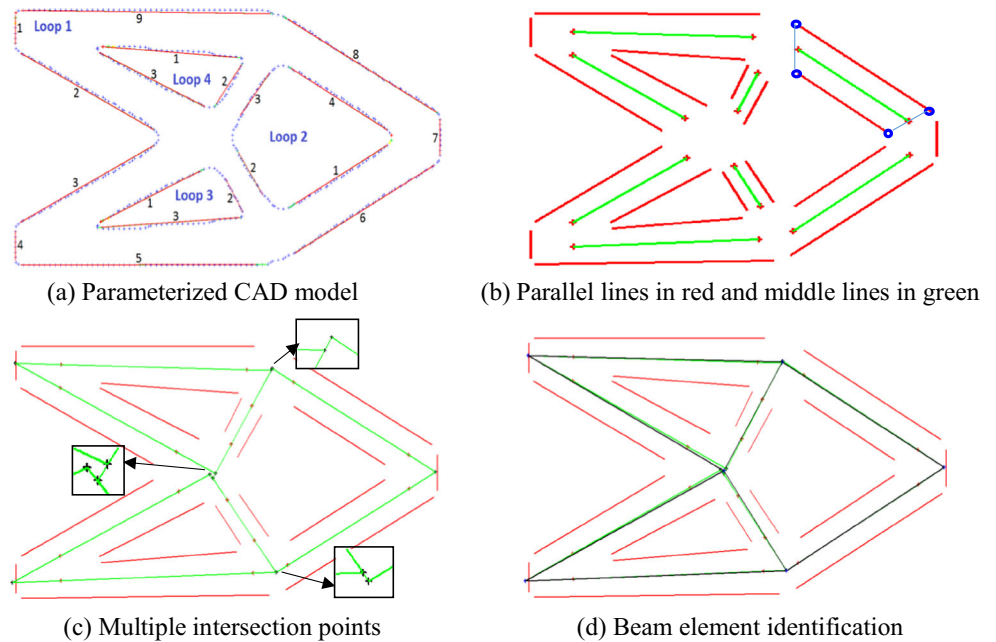 9
1 Loop 1
8
1
3 Loop 4 2
2 3 4
Loop 2 7
3 2 1
1 Loop 3 2
3 6
4
5
(a) Parameterized CAD model
(b) Parallel lines in red and middle lines in green
(c) Multiple intersection points
(d) Beam element identification